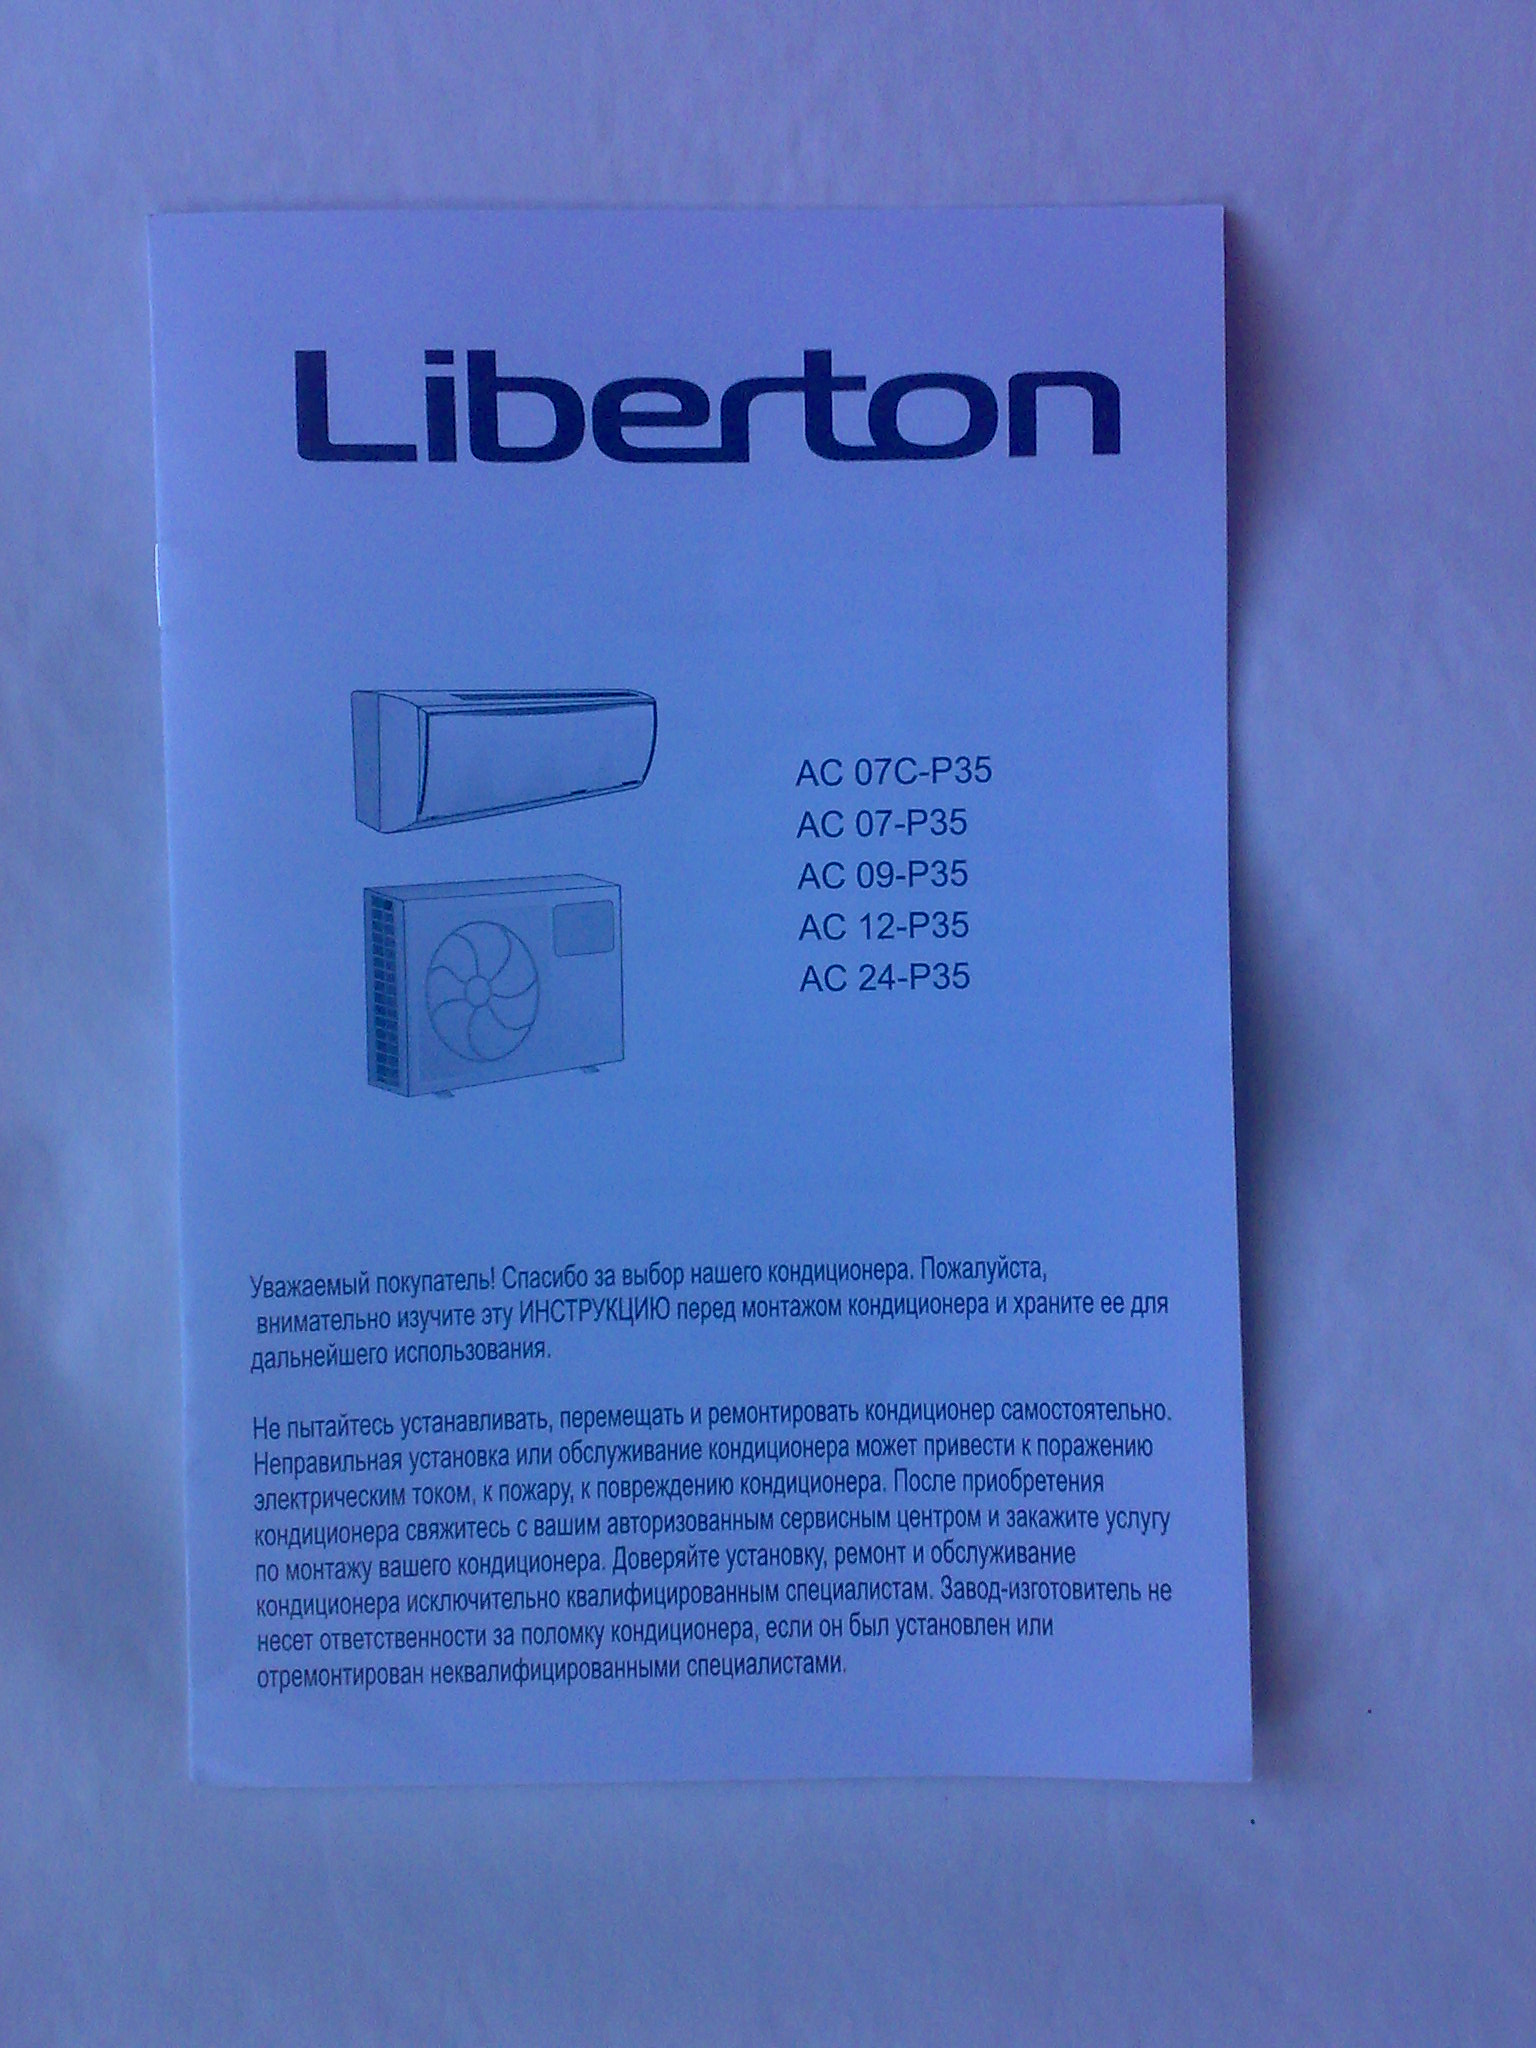 Liberton
AC 07C-P35
AC 07-P35
AC 09-P35
AC 12-P35
AC 24-P35
Уважаемый покупатель! Спасибо за выбор нашего кондиционера. Пожалуйста,
внимательно изучите эту ИНСТРУКЦИЮ перед монтажом кондиционера и храните ее для
дальнейшего использования.
Не пытайтесь устанавливать, перемещать и ремонтировать кондиционер самостоятельно.
Неправильная установка или обслуживание кондиционера может привести к поражению
электрическим током, к пожару, к повреждению кондиционера. После приобретения
кондиционера свяжитесь с вашим авторизованным сервисным центром и закажите услугу
по монтажу вашего кондиционера. Доверяйте установку, ремонт и обслуживание
кондиционера исключительно квалифицированным специалистам. Завод-изготовитель не
несет ответственности за поломку кондиционера, если он был установлен или
отремонтирован неквалифицированными специалистами.